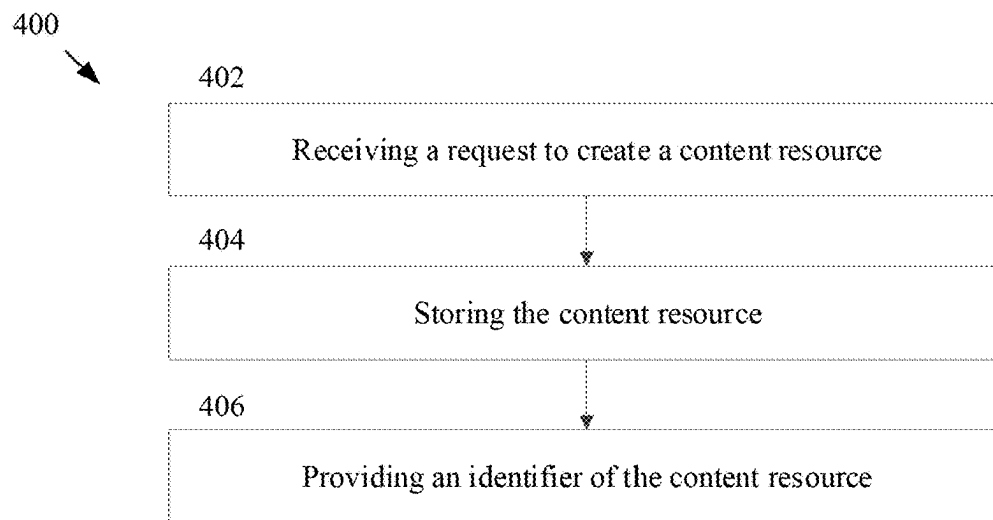 400
402
Receiving a request to create a content resource
404
Storing the content resource
406
Providing an identifier of the content resource